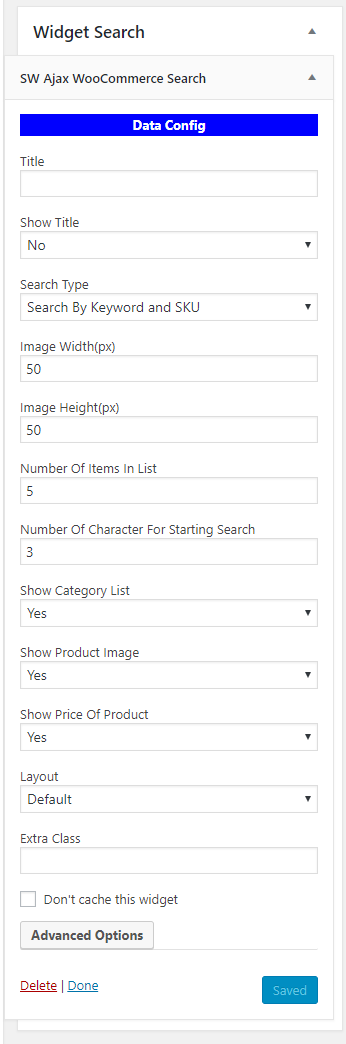 Widget Search
SW Ajax WooCommerce Search
Data Config
Title
Show Title
No
Search Type
Search By Keyword and SKU
Image Width(px)
50
Image Height(px)
50
Number Of Items In List
5
Number Of Character For Starting Search
3
Show Category List
Yes
Show Product Image
Yes
Show Price Of Product
Yes
Layout
Default
Extra Class
Don't cache this widget
Advanced Options
Delete | Done
Saved